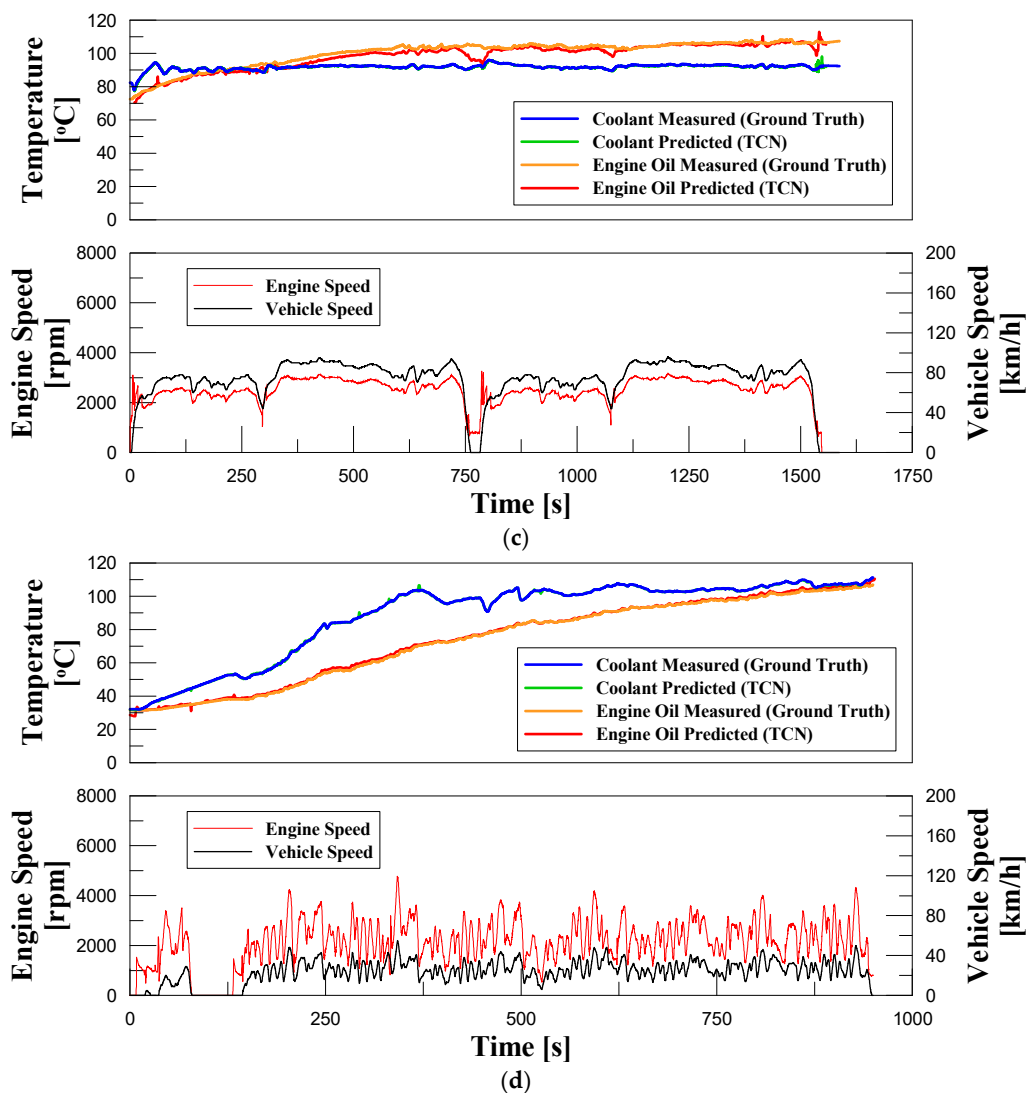 120
100
80
60
40
20
0
Temperature
[°C]
Coolant Measured (Ground Truth)
Coolant Predicted (TCN)
Engine Oil Measured (Ground Truth)
Engine Oil Predicted (TCN)
8000
6000
4000
2000
0
Engine Speed
[rpm]
Engine Speed
Vehicle Speed
200
160
120
80
40
0
Vehicle Speed
[km/h]
0 250 500 750 1000 1250 1500 1750
Time [s]
(c)
120
100
80
60
40
20
0
Temperature
[°C]
Coolant Measured (Ground Truth)
Coolant Predicted (TCN)
Engine Oil Measured (Ground Truth)
Engine Oil Predicted (TCN)
8000
6000
4000
2000
0
Engine Speed
[rpm]
Engine Speed
Vehicle Speed
200
160
120
80
40
0
Vehicle Speed
[km/h]
0 250 500 750 1000
Time [s]
(d)